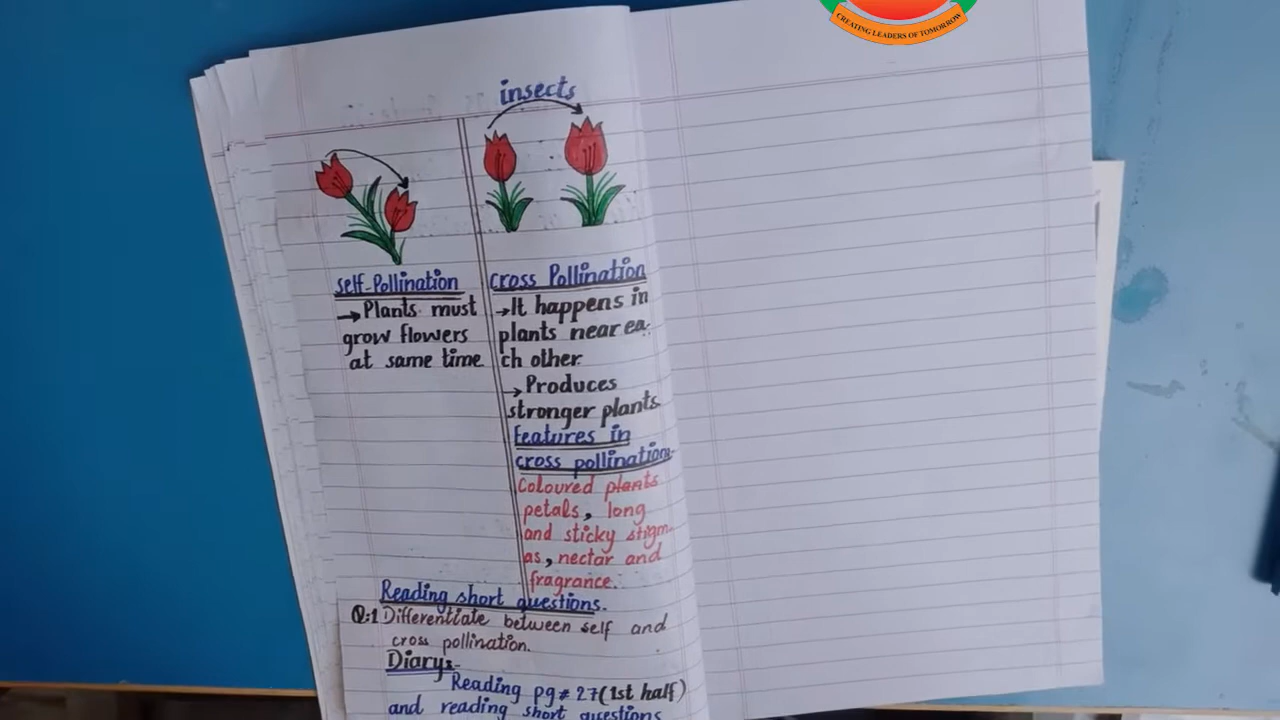 CREATING LEADERS OF TOMORROW
insects
Self-Pollination
→Plants must
grow flowers
at same time
Cross Pollination
→It happens in
plants near ea-
ch other.
→Produces
stronger plants.
Features in
cross pollination:-
Coloured plants
petals, long
and sticky stigm-
as, nectar and
fragrance.
Reading short questions.
Q:1 Differentiate between self and
cross pollination.
Diary:-
Reading pg# 27(1st half)
and reading short questions